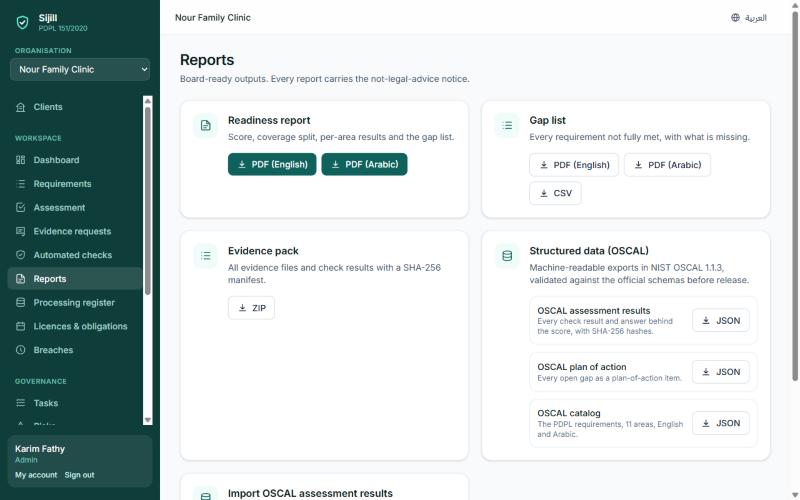 Sijill
PDPL 151/2020
ORGANISATION
Nour Family Clinic
Clients
WORKSPACE
Dashboard
Requirements
Assessment
Evidence requests
Automated checks
Reports
Processing register
Licences & obligations
Breaches
GOVERNANCE
Tasks
Karim Fathy
Admin
My account Sign out
Nour Family Clinic
العربية
Reports
Board-ready outputs. Every report carries the not-legal-advice notice.
Readiness report
Score, coverage split, per-area results and the gap list.
PDF (English) PDF (Arabic)
Gap list
Every requirement not fully met, with what is missing.
PDF (English) PDF (Arabic)
CSV
Evidence pack
All evidence files and check results with a SHA-256
manifest.
ZIP
Structured data (OSCAL)
Machine-readable exports in NIST OSCAL 1.1.3,
validated against the official schemas before release.
OSCAL assessment results
Every check result and answer behind
the score, with SHA-256 hashes.
JSON
OSCAL plan of action
Every open gap as a plan-of-action item.
JSON
OSCAL catalog
The PDPL requirements, 11 areas, English
and Arabic.
JSON
Import OSCAL assessment results